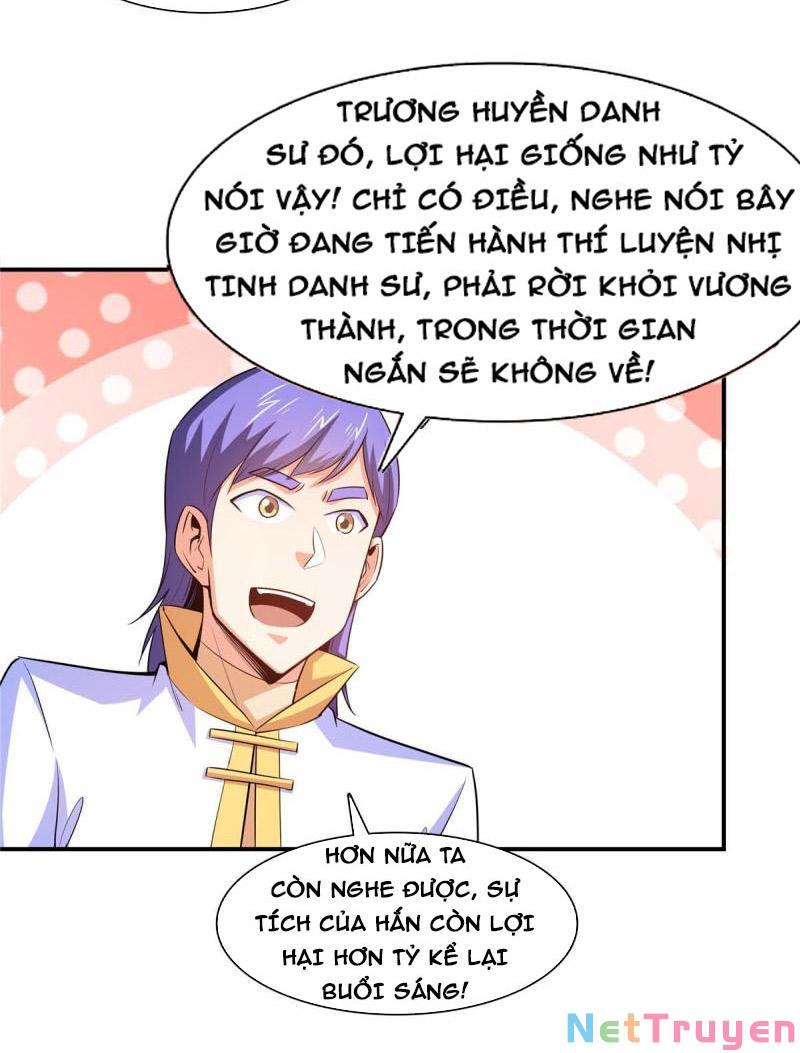 TRƯƠNG HUYỀN DANH
SƯ ĐÓ, LỢI HẠI GIỐNG NHƯ TỶ
NÓI VẬY! CHỈ CÓ ĐIỀU, NGHE NÓI BÂY
GIỜ ĐANG TIẾN HÀNH THÍ LUYỆN NHỊ
TINH DANH SƯ, PHẢI RỜI KHỎI VƯƠNG
THÀNH, TRONG THỜI GIAN
NGẮN SẼ KHÔNG VỀ!
HƠN NỮA TA
CÒN NGHE ĐƯỢC, SỰ
TÍCH CỦA HẮN CÒN LỢI
HẠI HƠN TỶ KỂ LẠI
BUỔI SÁNG!
NetTruyen